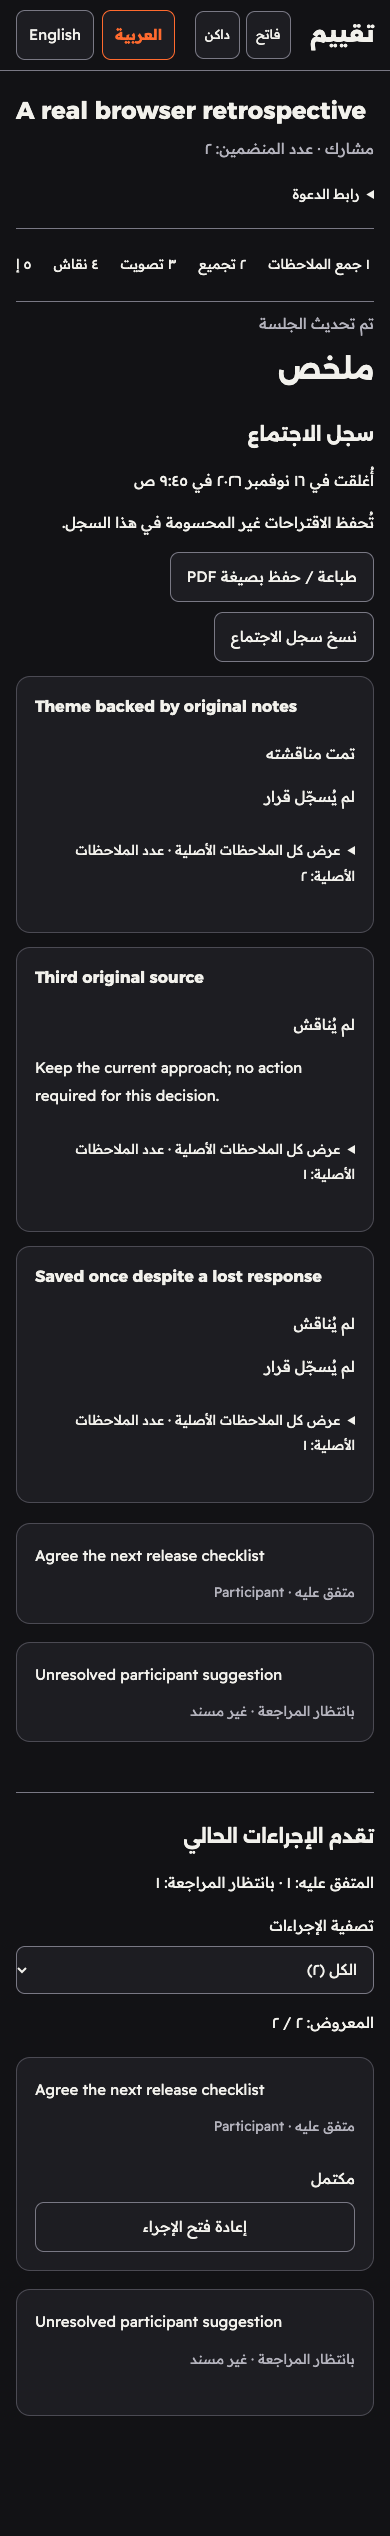 تقييم
فاتح
داكن
العربية
English
A real browser retrospective
مشارك · عدد المنضمين: ٢
رابط الدعوة
١ جمع الملاحظات ٢ تجميع ٣ تصويت ٤ نقاش ٥ إ
تم تحديث الجلسة
ملخص
سجل الاجتماع
أُغلقت في ١٦ نوفمبر ٢٠٢٦ في ٩:٤٥ ص
تُحفظ الاقتراحات غير المحسومة في هذا السجل.
طباعة / حفظ بصيغة PDF
نسخ سجل الاجتماع
Theme backed by original notes
تمت مناقشته
لم يُسجّل قرار
عرض كل الملاحظات الأصلية · عدد الملاحظات
الأصلية: ٢
Third original source
لم يُناقش
Keep the current approach; no action
required for this decision.
عرض كل الملاحظات الأصلية · عدد الملاحظات
الأصلية: ١
Saved once despite a lost response
لم يُناقش
لم يُسجّل قرار
عرض كل الملاحظات الأصلية · عدد الملاحظات
الأصلية: ١
Agree the next release checklist
متفق عليه · Participant
Unresolved participant suggestion
بانتظار المراجعة · غير مسند
تقدم الإجراءات الحالي
المتفق عليه: ١ · بانتظار المراجعة: ١
تصفية الإجراءات
الكل (٢)
المعروض: ٢ / ٢
Agree the next release checklist
متفق عليه · Participant
مكتمل
إعادة فتح الإجراء
Unresolved participant suggestion
بانتظار المراجعة · غير مسند